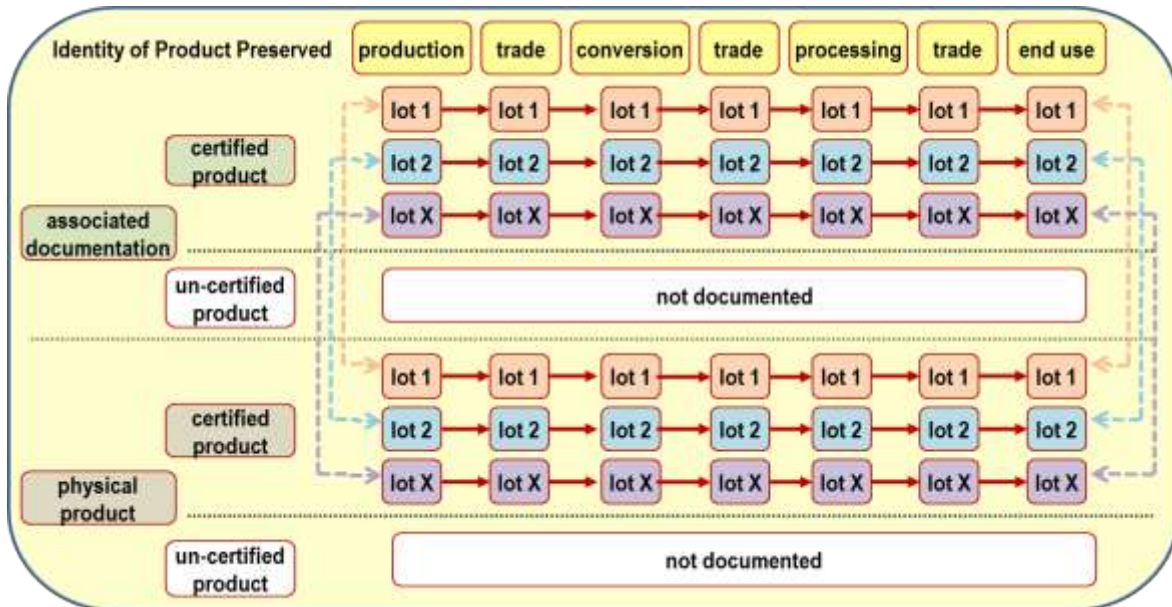 Identity of Product Preserved production trade conversion trade processing trade end use
lot 1 lot 1 lot 1 lot 1 lot 1 lot 1 lot 1
certified
product
lot 2 lot 2 lot 2 lot 2 lot 2 lot 2 lot 2
lot X lot X lot X lot X lot X lot X lot X
associated
documentation
un-certified
product
not documented
lot 1 lot 1 lot 1 lot 1 lot 1 lot 1 lot 1
certified
product
lot 2 lot 2 lot 2 lot 2 lot 2 lot 2 lot 2
lot X lot X lot X lot X lot X lot X lot X
physical
product
un-certified
product
not documented